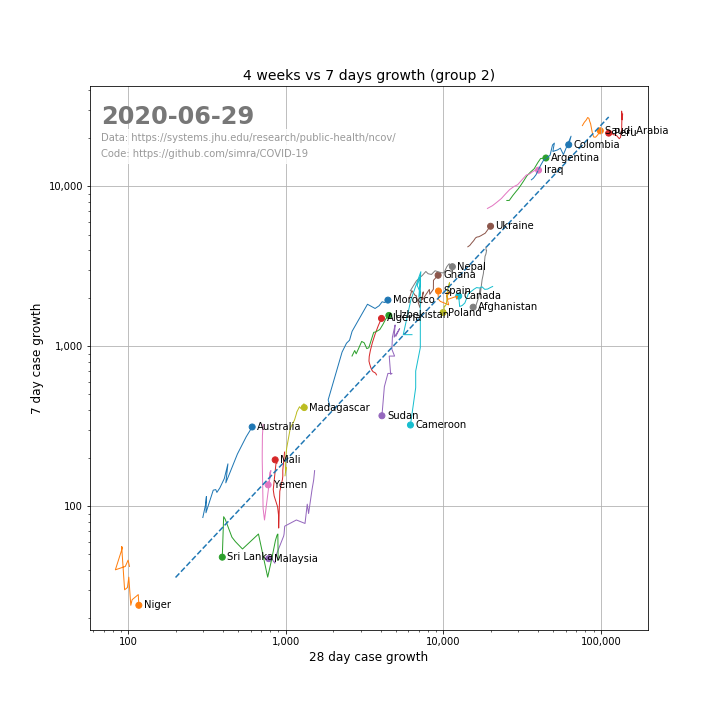 4 weeks vs 7 days growth (group 2)
2020-06-29
Data: https://systems.jhu.edu/research/public-health/ncov/
Code: https://github.com/simra/COVID-19
Saudi Arabia
Peru
Colombia
Argentina
Iraq
Ukraine
Nepal
Ghana
Spain
Canada
Morocco
Afghanistan
Poland
Uzbekistan
Algeria
Madagascar
Sudan
Cameroon
Australia
Mali
Yemen
Sri Lanka
Malaysia
Niger
10,000
1,000
100
7 day case growth
100
1,000
10,000
100,000
28 day case growth